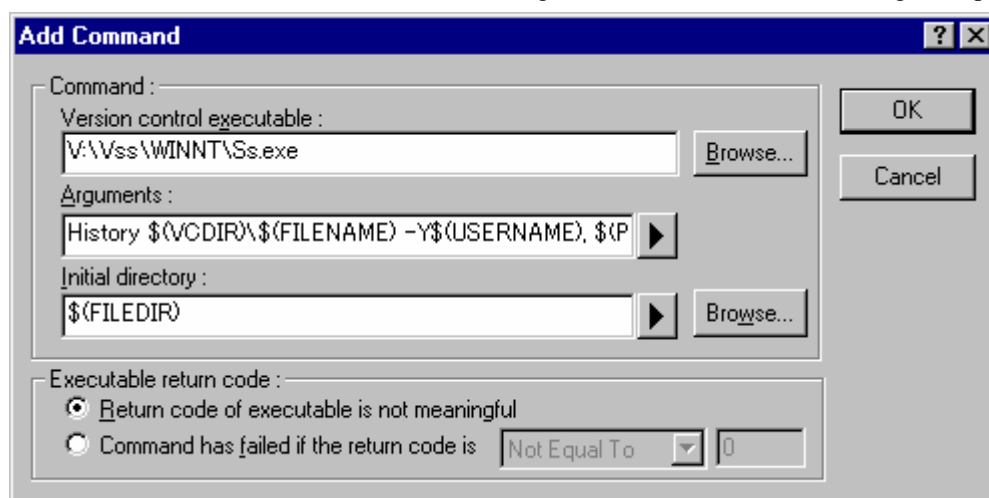 Add Command
Command :
Version control executable :
V:\Vss\WINNT\Ss.exe
Browse...
OK
Cancel
Arguments :
History $(VCDIR)\$(FILENAME) -Y$(USERNAME), $(P
Initial directory :
$(FILEDIR)
Browse...
Executable return code :
Return code of executable is not meaningful
Command has failed if the return code is
Not Equal To
0